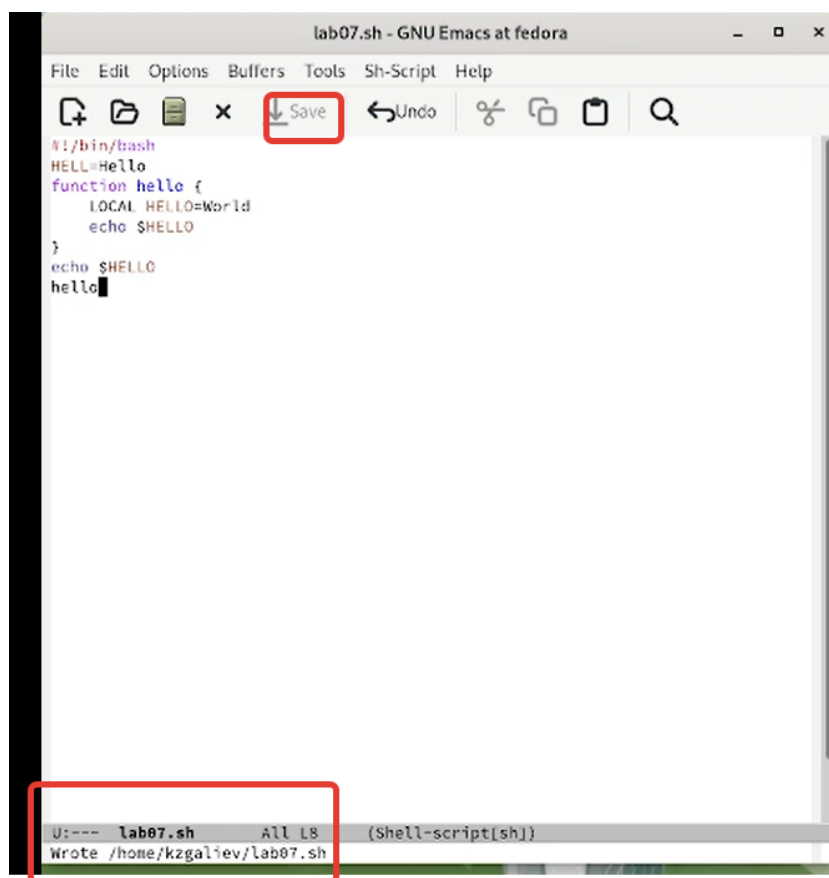 lab07.sh - GNU Emacs at fedora
File Edit Options Buffers Tools Sh-Script Help
Save Undo
#!/bin/bash
HELL=Hello
function hello {
    LOCAL HELLO=World
    echo $HELLO
}
echo $HELLO
hello
U:--- lab07.sh All L8 (Shell-script[sh])
Wrote /home/kzgaliev/lab07.sh